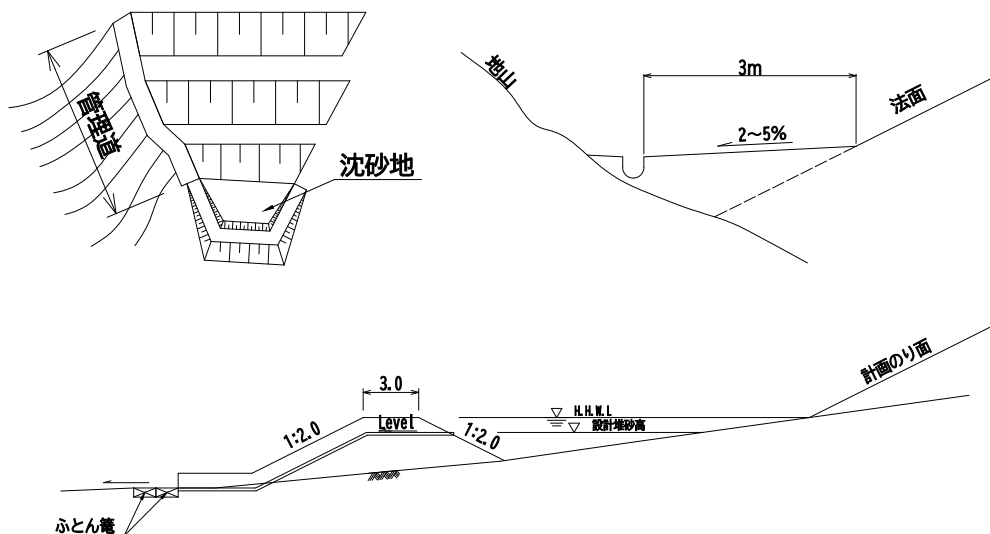 管理道
沈砂地
地山
3m
2～5%
法面
計画のり面
3.0
Level
1:2.0
1:2.0
H.H.W.L
設計堆砂高
ふとん篭